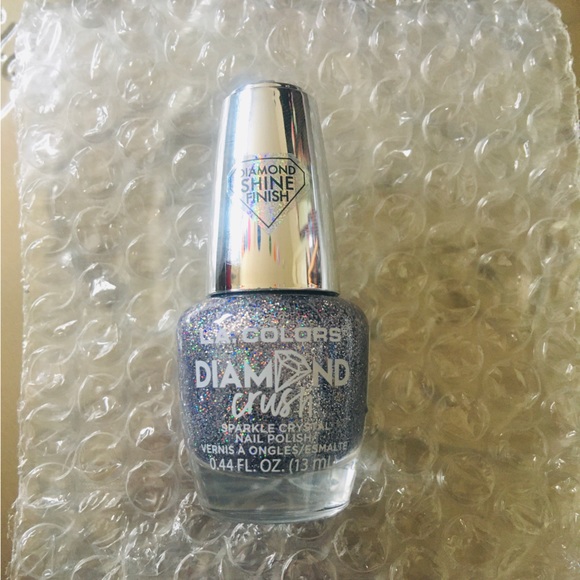 DIAMOND
SHINE
FINISH
L.A. COLORS
DIAMOND
crush
SPARKLE CRYSTAL
NAIL POLISH
VERNIS À ONGLES/ESMALTE
0.44 FL. OZ. (13 mL)